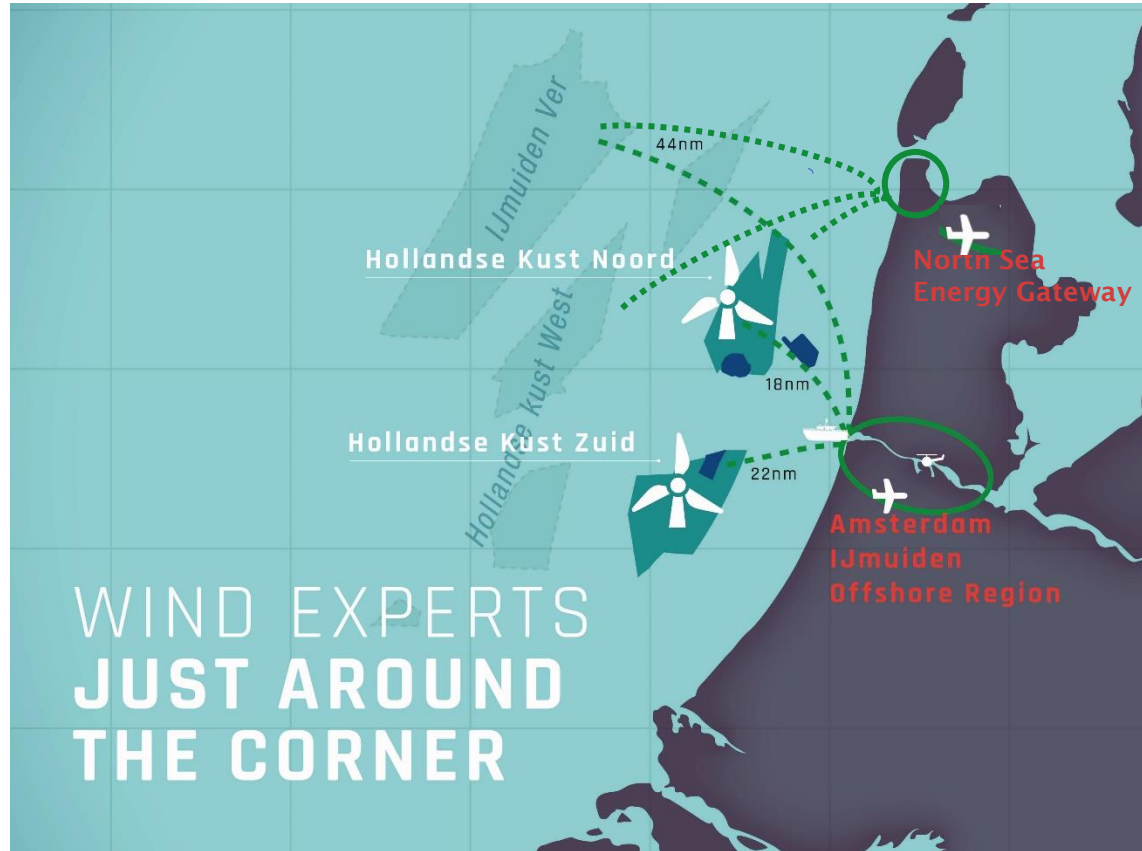 IJmuiden Ver
44nm
Hollandse Kust Noord
North Sea
Energy Gateway
Hollandse kust West
18nm
Hollandse Kust Zuid
22nm
Amsterdam
IJmuiden
Offshore Region
WIND EXPERTS
JUST AROUND
THE CORNER